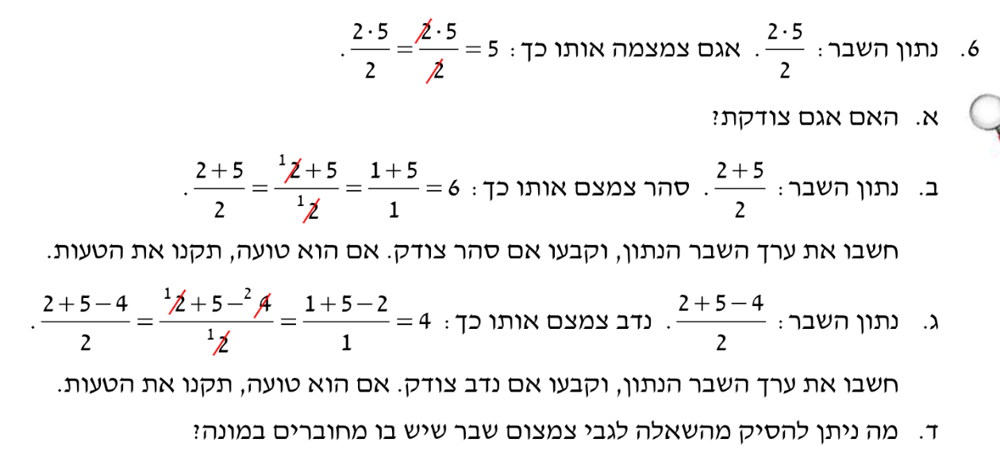 6. נתון השבר: $\frac{2 \cdot 5}{2}$. אגם צמצמה אותו כך: $\frac{2 \cdot 5}{2} = \frac{\cancel{2} \cdot 5}{\cancel{2}} = 5$.
א. האם אגם צודקת?
ב. נתון השבר: $\frac{2+5}{2}$. סהר צמצם אותו כך: $\frac{2+5}{2} = \frac{{}^{1}\cancel{2}+5}{{}^{1}\cancel{2}} = \frac{1+5}{1} = 6$.
חשבו את ערך השבר הנתון, וקבעו אם סהר צודק. אם הוא טועה, תקנו את הטעות.
ג. נתון השבר: $\frac{2+5-4}{2}$. נדב צמצם אותו כך: $\frac{2+5-4}{2} = \frac{{}^{1}\cancel{2}+5-{}^{2}\cancel{4}}{{}^{1}\cancel{2}} = \frac{1+5-2}{1} = 4$.
חשבו את ערך השבר הנתון, וקבעו אם נדב צודק. אם הוא טועה, תקנו את הטעות.
ד. מה ניתן להסיק מהשאלה לגבי צמצום שבר שיש בו מחוברים במונה?